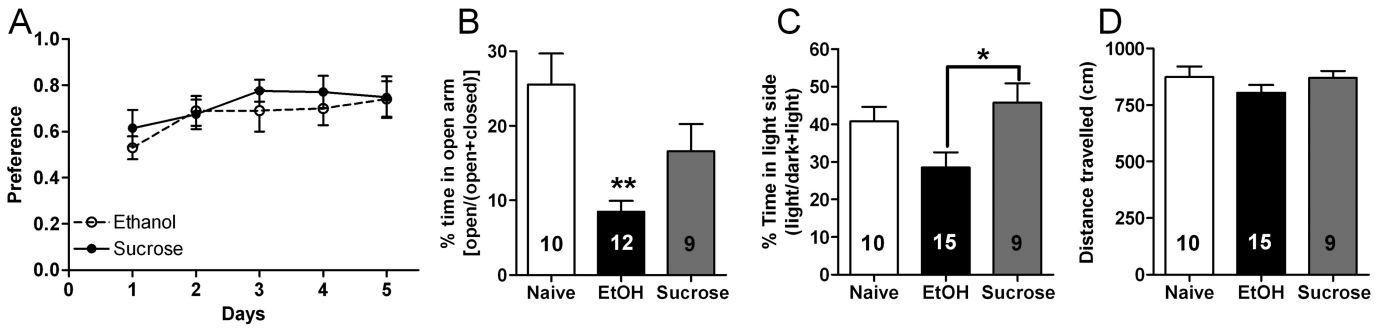 A
Preference
1.0
0.8
0.6
0.4
0.2
0.0
Ethanol
Sucrose
0 1 2 3 4 5
Days
B
% time in open arm
[open/(open+closed)]
30
20
10
0
**
10 12 9
Naive EtOH Sucrose
C
% Time in light side
(light/dark+light)
60
50
40
30
20
10
0
*
10 15 9
Naive EtOH Sucrose
D
Distance travelled (cm)
1000
750
500
250
0
10 15 9
Naive EtOH Sucrose